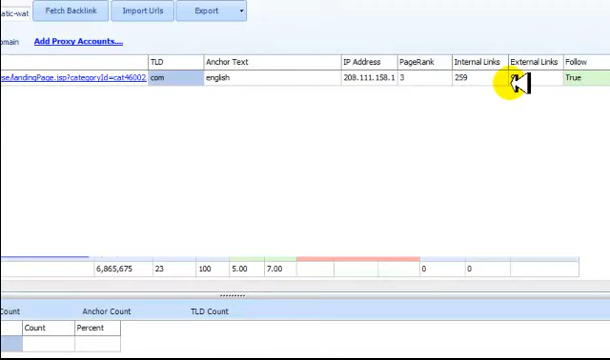 atic-wat Fetch Backlink Import Urls Export
omain Add Proxy Accounts....
TLD Anchor Text IP Address PageRank Internal Links External Links Follow
se/landingPage.jsp?categoryId=cat46002 com english 208.111.158.1 3 259 True
6,865,675 23 100 5.00 7.00 0 0
Count Anchor Count TLD Count
Count Percent